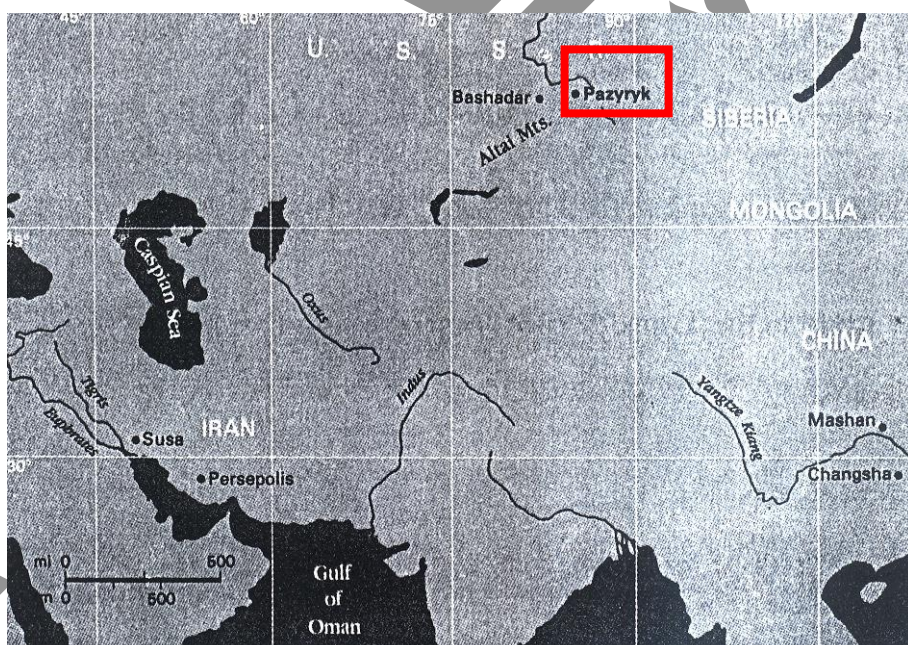 45° 60° 75° 90° 120°
U. S. S. R.
Bashadar
Pazyryk
Altai Mts.
SIBERIA
MONGOLIA
45°
Caspian Sea
Oxus
CHINA
Tigris
Euphrates
Indus
Yangtze Kiang
IRAN
Susa
Mashan
30°
Persepolis
Changsha
mi 0 500
m 0 500
Gulf
of
Oman